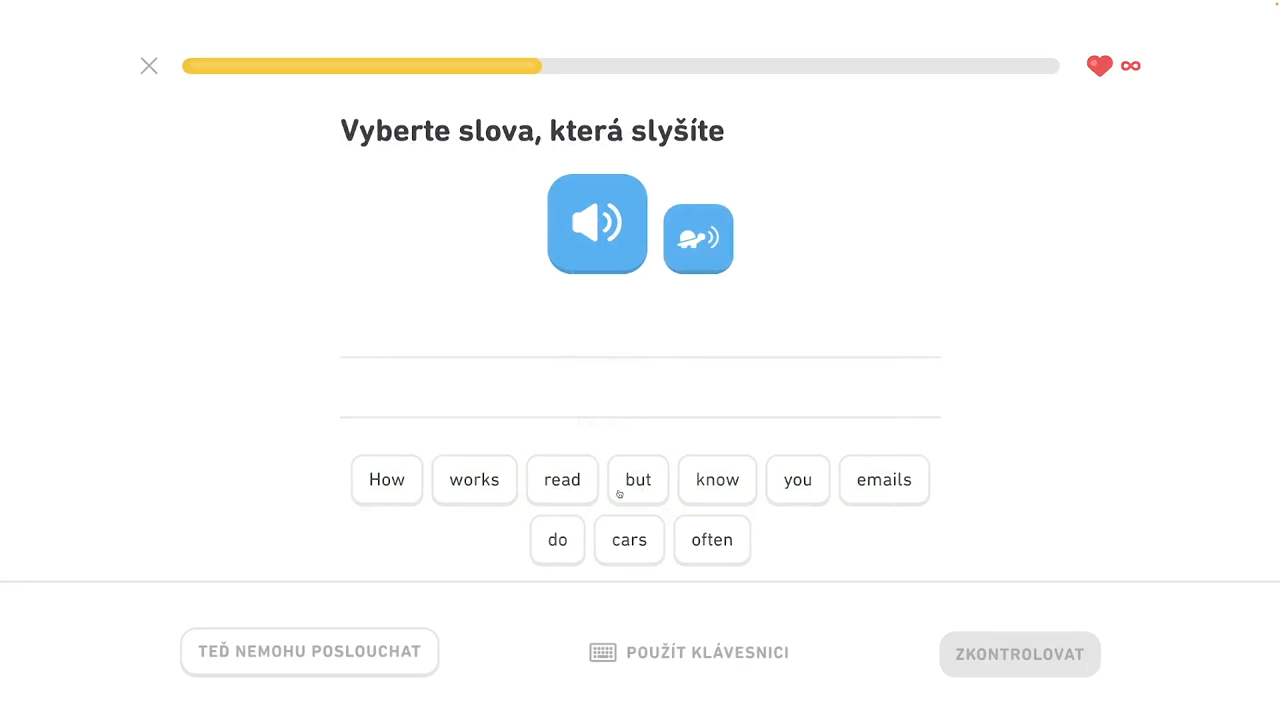 Vyberte slova, která slyšíte
How works read but know you emails
do cars often
TEĎ NEMOHU POSLOUCHAT POUŽÍT KLÁVESNICI ZKONTROLOVAT